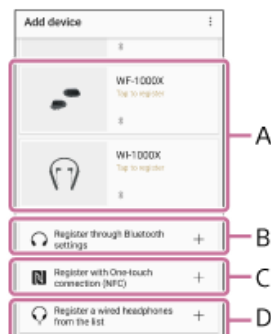 Add device
WF-1000X
Tap to register
WI-1000X
Tap to register
A
Register through Bluetooth
settings
B
Register with One-touch
connection (NFC)
C
Register a wired headphones
from the list
D